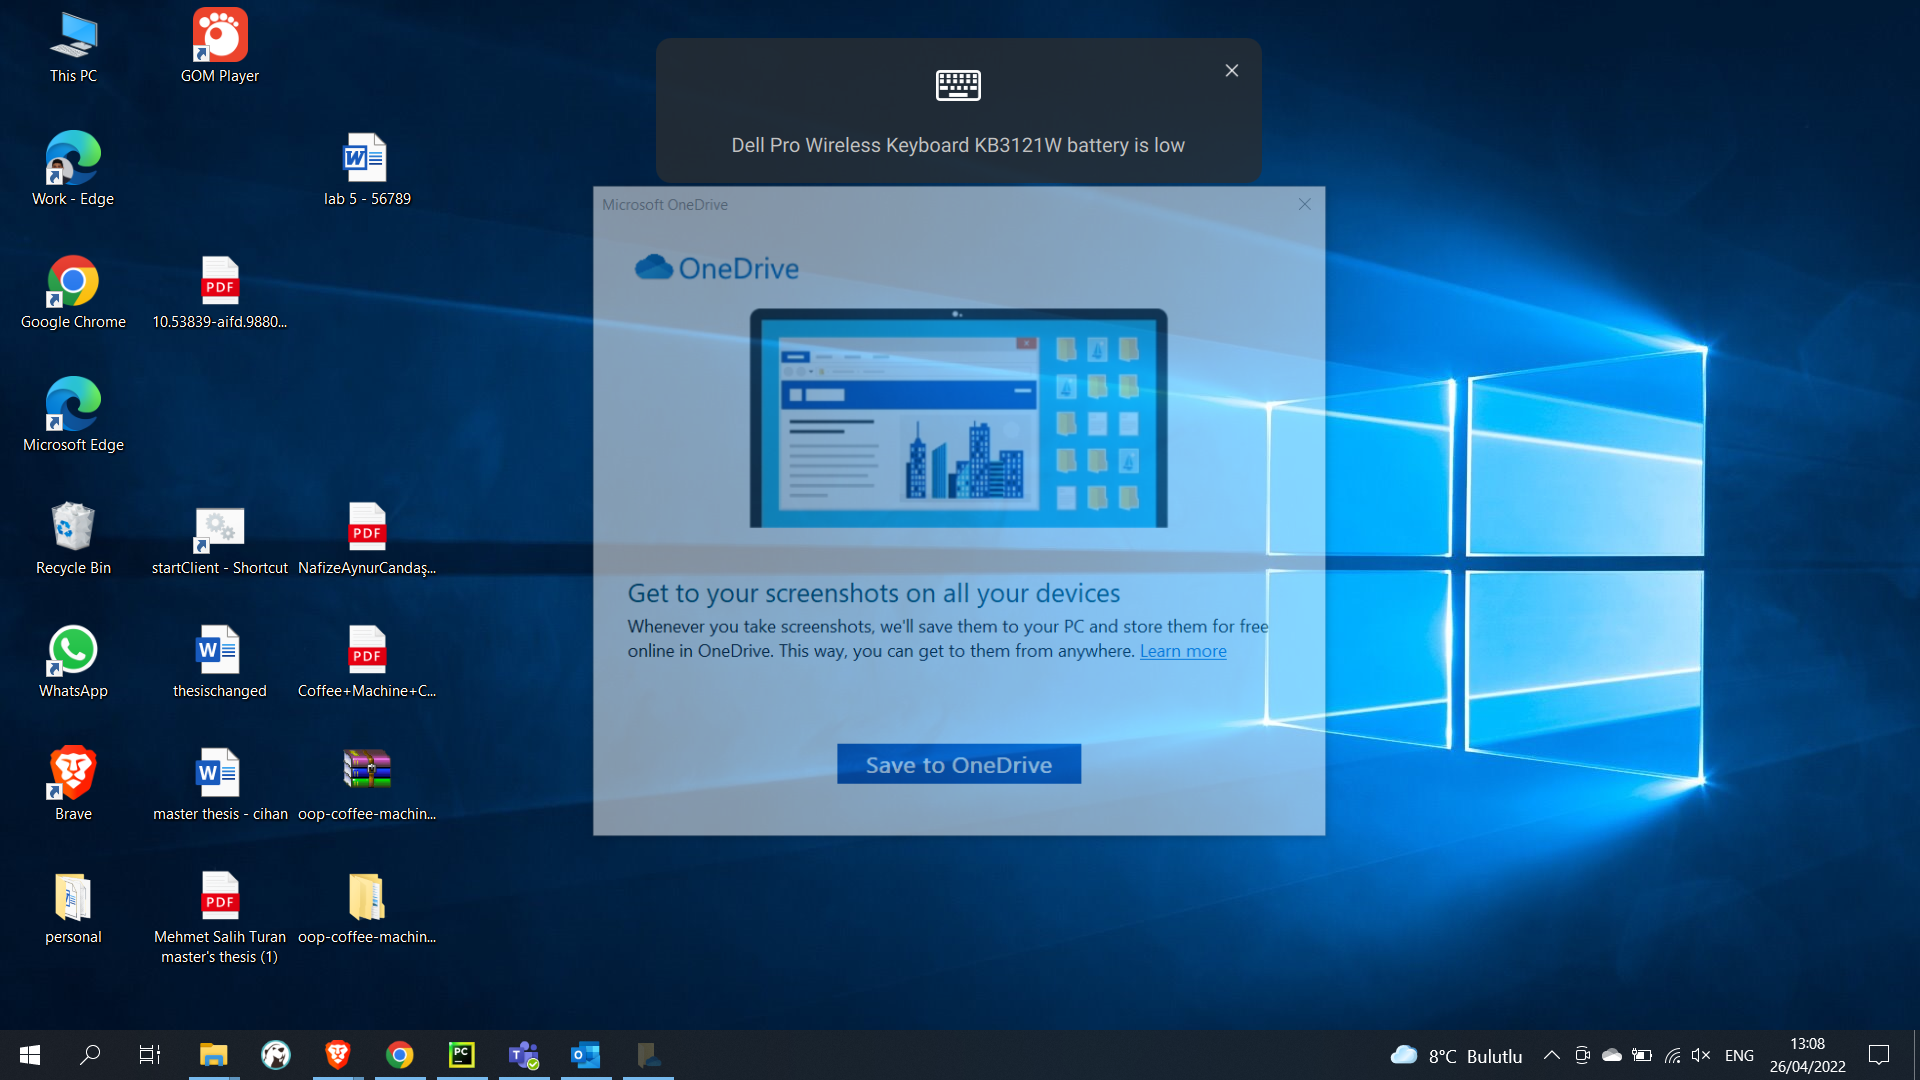 This PC
GOM Player
Work - Edge
lab 5 - 56789
Google Chrome
PDF
10.53839-aifd.9880...
Microsoft Edge
Recycle Bin
startClient - Shortcut
PDF
NafizeAynurCandaş...
WhatsApp
thesischanged
PDF
Coffee+Machine+C...
Brave
master thesis - cihan
oop-coffee-machin...
personal
PDF
Mehmet Salih Turan
master's thesis (1)
oop-coffee-machin...
Dell Pro Wireless Keyboard KB3121W battery is low
Microsoft OneDrive
OneDrive
Get to your screenshots on all your devices
Whenever you take screenshots, we'll save them to your PC and store them for free
online in OneDrive. This way, you can get to them from anywhere. Learn more
Save to OneDrive
8°C Bulutlu
ENG
13:08
26/04/2022